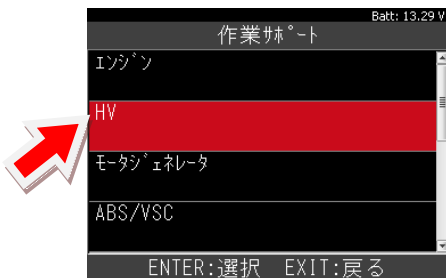 Batt: 13.29 V
作業ｻﾎﾟｰﾄ
ｴﾝｼﾞﾝ
HV
ﾓｰﾀｼﾞｪﾈﾚｰﾀ
ABS/VSC
ENTER:選択 EXIT:戻る